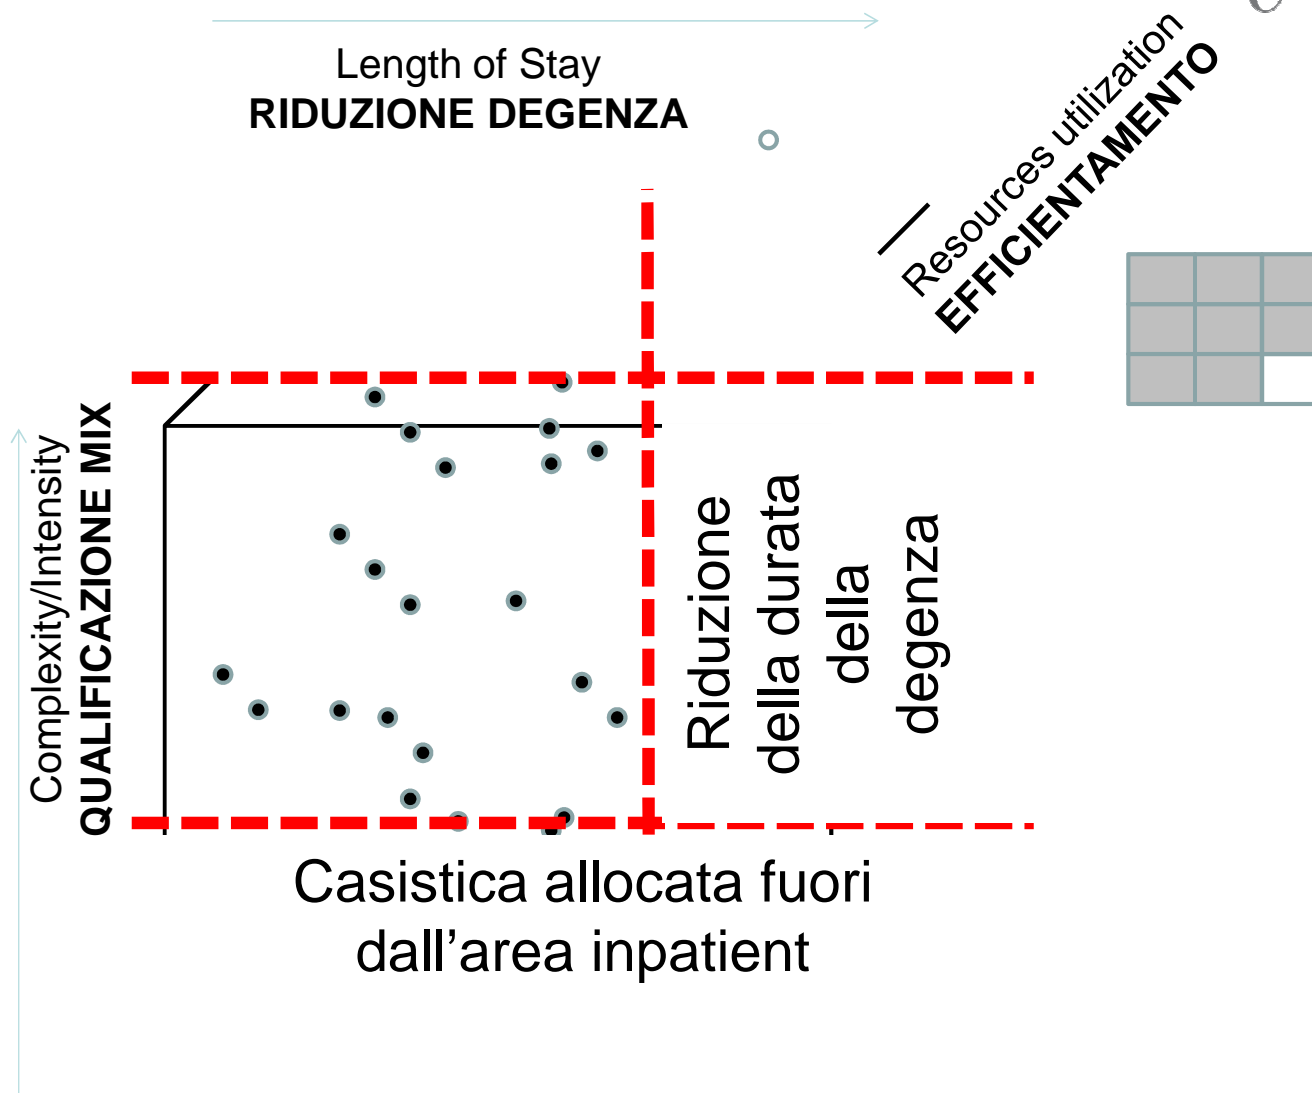 Length of Stay
RIDUZIONE DEGENZA
Resources utilization
EFFICIENTAMENTO
Complexity/Intensity
QUALIFICAZIONE MIX
Riduzione
della durata
della
degenza
Casistica allocata fuori
dall’area inpatient